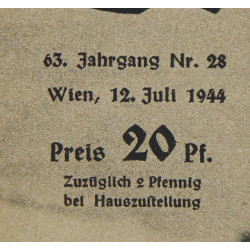 63. Jahrgang Nr. 28
Wien, 12. Juli 1944
Preis 20 Pf.
Zuzüglich 2 Pfennig
bei Hauszustellung